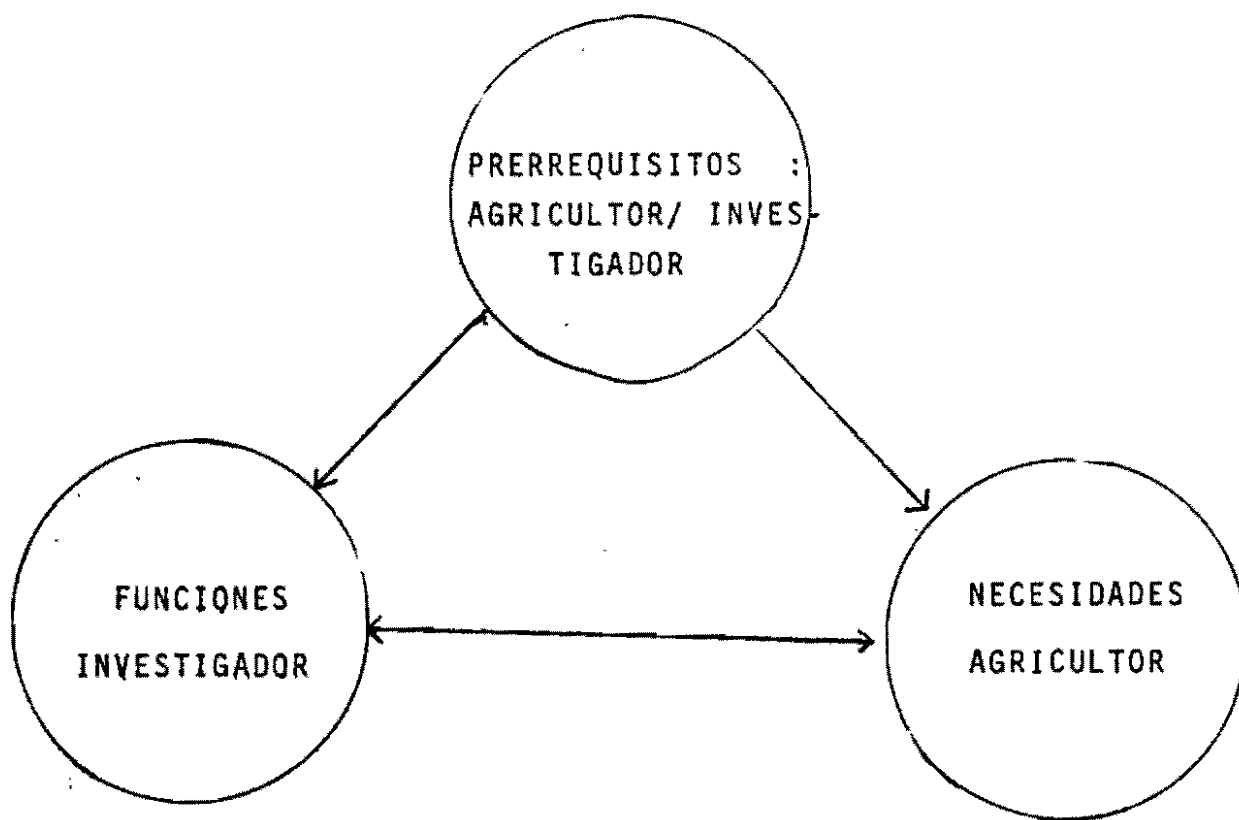 PRERREQUISITOS :
AGRICULTOR/ INVES-
TIGADOR
FUNCIONES
INVESTIGADOR
NECESIDADES
AGRICULTOR